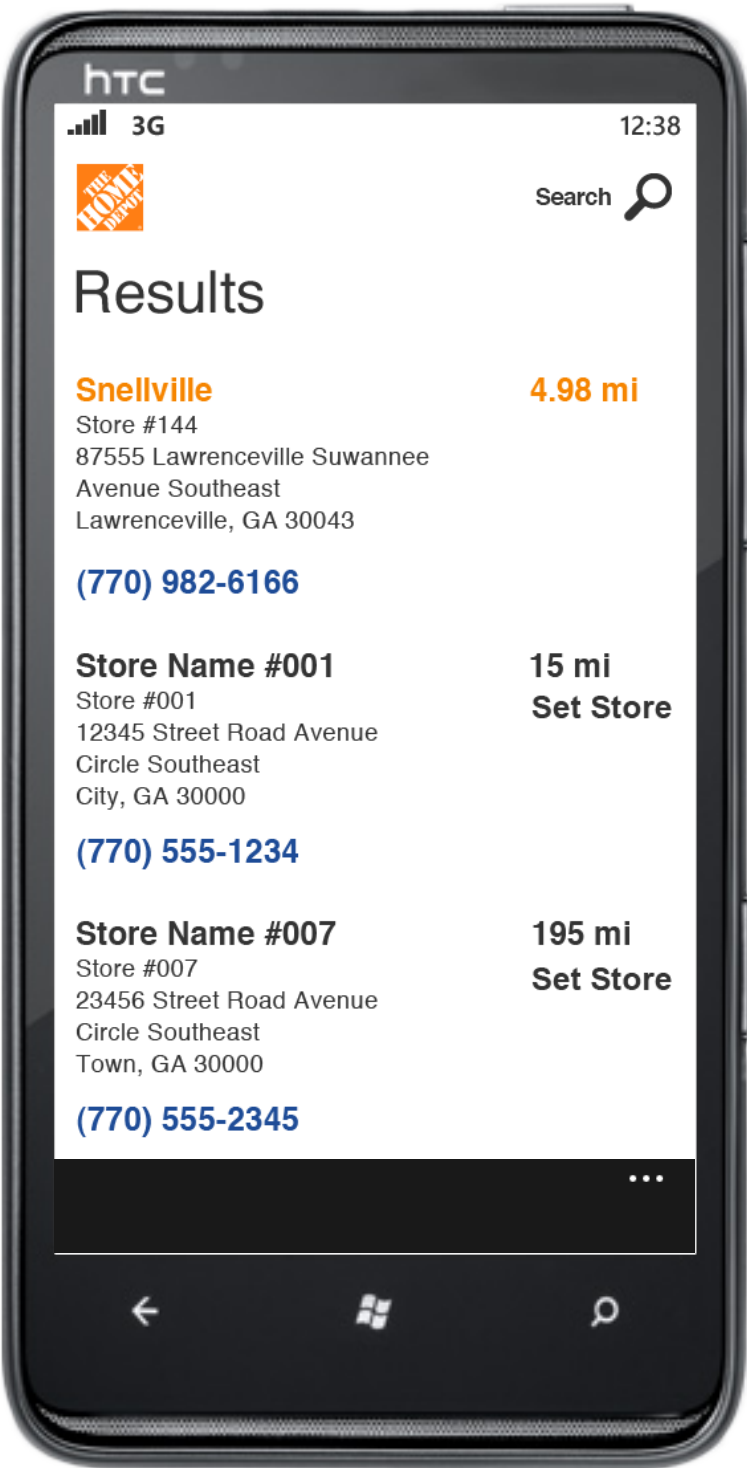 hTC
3G
12:38
THE
HOME
DEPOT
Search
Results
Snellville
4.98 mi
Store #144
87555 Lawrenceville Suwannee
Avenue Southeast
Lawrenceville, GA 30043
(770) 982-6166
Store Name #001
15 mi
Store #001
Set Store
12345 Street Road Avenue
Circle Southeast
City, GA 30000
(770) 555-1234
Store Name #007
195 mi
Store #007
Set Store
23456 Street Road Avenue
Circle Southeast
Town, GA 30000
(770) 555-2345